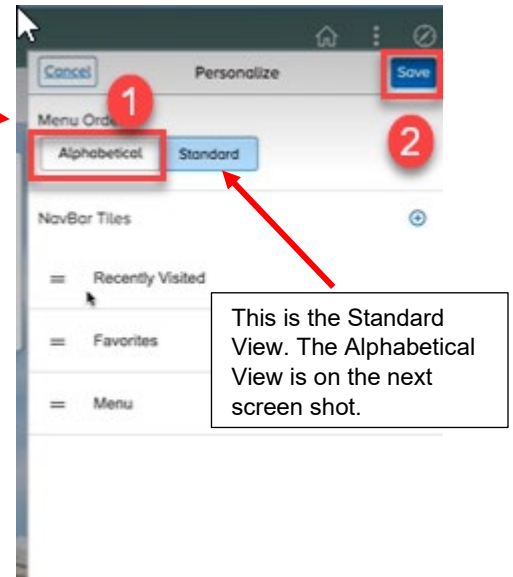 Cancel Personalize Save
1
Menu Order
Alphabetical Standard
2
NavBar Tiles
Recently Visited
Favorites
Menu
This is the Standard
View. The Alphabetical
View is on the next
screen shot.